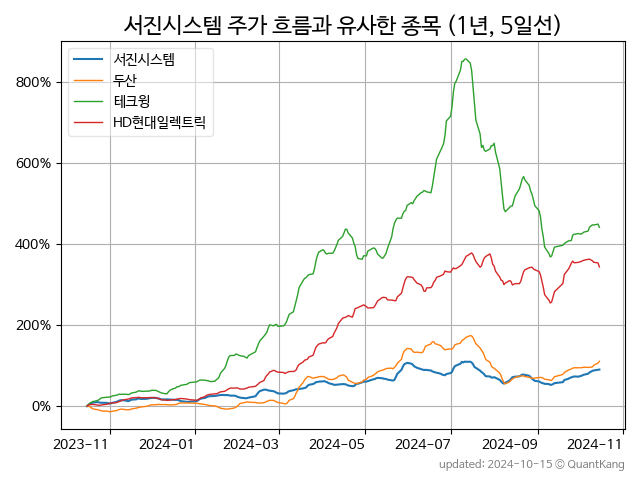 서진시스템 주가 흐름과 유사한 종목 (1년, 5일선)
서진시스템
두산
테크윙
HD현대일렉트릭
800%
600%
400%
200%
0%
2023-11 2024-01 2024-03 2024-05 2024-07 2024-09 2024-11
updated: 2024-10-15 © QuantKang